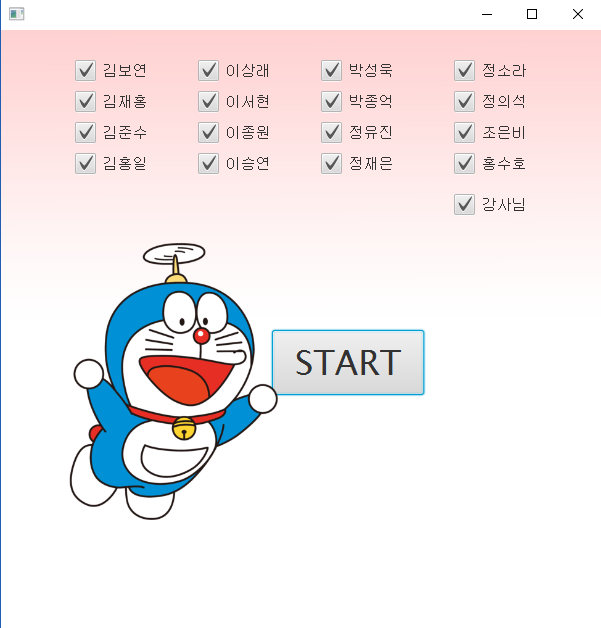 김보연 이상래 박성욱 정소라
김재홍 이서현 박종억 정의석
김준수 이종원 정유진 조은비
김홍일 이승연 정재은 홍수호
강사님
START